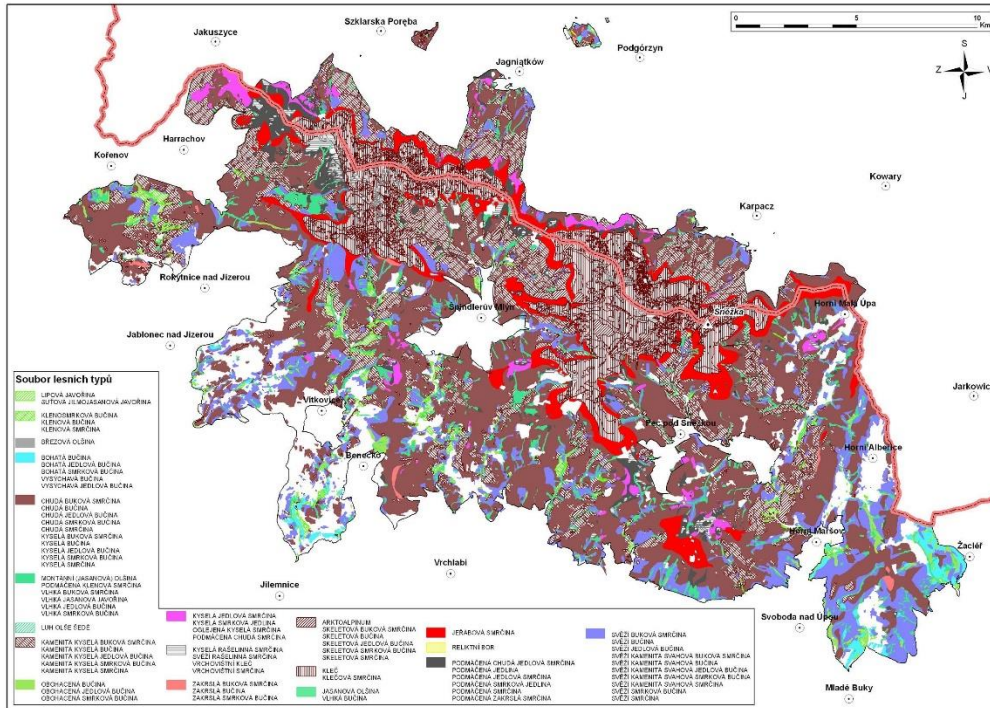 Szklarska Poręba
Jakuszyce
Podgórzyn
Jagniątków
0 5 10
Km
S
Z V
J
Harrachov
Kořenov
Kowary
Karpacz
Rokytnice nad Jizerou
Horní Malá Úpa
Sněžka
Špindlerův Mlýn
Jablonec nad Jizerou
Jarkowice
Vítkovice
Pec pod Sněžkou
Benecko
Horní Albeřice
Horní Maršov
Žacléř
Vrchlabí
Jilemnice
Svoboda nad Úpou
Mladé Buky
Soubor lesních typů
LIPOVÁ JAVOŘINA
SUŤOVÁ JILMOJASANOVÁ JAVOŘINA
KLENOSMRKOVÁ BUČINA
KLENOVÁ BUČINA
KLENOVÁ SMRČINA
BŘEZOVÁ OLŠINA
BOHATÁ BUČINA
BOHATÁ JEDLOVÁ BUČINA
BOHATÁ SMRKOVÁ BUČINA
VYSÝCHAVÁ BUČINA
VYSÝCHAVÁ JEDLOVÁ BUČINA
CHUDÁ BUKOVÁ SMRČINA
CHUDÁ BUČINA
CHUDÁ JEDLOVÁ BUČINA
CHUDÁ SMRKOVÁ BUČINA
CHUDÁ SMRČINA
KYSELÁ BUKOVÁ SMRČINA
KYSELÁ BUČINA
KYSELÁ JEDLOVÁ BUČINA
KYSELÁ SMRKOVÁ BUČINA
KYSELÁ SMRČINA
MONTÁNNÍ (JASANOVÁ) OLŠINA
PODMÁČENÁ KLENOVÁ SMRČINA
VLHKÁ BUKOVÁ SMRČINA
VLHKÁ JASANOVÁ JAVOŘINA
VLHKÁ JEDLOVÁ BUČINA
VLHKÁ SMRKOVÁ BUČINA
LUH OLŠE ŠEDÉ
KAMENITÁ KYSELÁ BUKOVÁ SMRČINA
KAMENITÁ KYSELÁ BUČINA
KAMENITÁ KYSELÁ JEDLOVÁ BUČINA
KAMENITÁ KYSELÁ SMRKOVÁ BUČINA
KAMENITÁ KYSELÁ SMRČINA
OBOHACENÁ BUČINA
OBOHACENÁ JEDLOVÁ BUČINA
OBOHACENÁ SMRKOVÁ BUČINA
KYSELÁ JEDLOVÁ SMRČINA
KYSELÁ SMRKOVÁ JEDLINA
OGLEJENÁ KYSELÁ SMRČINA
PODMÁČENÁ CHUDÁ SMRČINA
KYSELÁ RAŠELINNÁ SMRČINA
SVĚŽÍ RAŠELINNÁ SMRČINA
VRCHOVIŠTNÍ KLEČ
VRCHOVIŠTNÍ SMRČINA
ZAKRSLÁ BUKOVÁ SMRČINA
ZAKRSLÁ BUČINA
ZAKRSLÁ SMRKOVÁ BUČINA
ARKTOALPINUM
SKELETOVÁ BUKOVÁ SMRČINA
SKELETOVÁ BUČINA
SKELETOVÁ JEDLOVÁ BUČINA
SKELETOVÁ SMRKOVÁ BUČINA
SKELETOVÁ SMRČINA
KLEČ
KLEČOVÁ SMRČINA
JASANOVÁ OLŠINA
VLHKÁ BUČINA
JEŘÁBOVÁ SMRČINA
RELIKTNÍ BOR
PODMÁČENÁ CHUDÁ JEDLOVÁ SMRČINA
PODMÁČENÁ JEDLINA
PODMÁČENÁ JEDLOVÁ SMRČINA
PODMÁČENÁ SMRKOVÁ JEDLINA
PODMÁČENÁ SMRČINA
PODMÁČENÁ ZAKRSLÁ SMRČINA
SVĚŽÍ BUKOVÁ SMRČINA
SVĚŽÍ BUČINA
SVĚŽÍ JEDLOVÁ BUČINA
SVĚŽÍ KAMENITÁ SVAHOVÁ BUKOVÁ SMRČINA
SVĚŽÍ KAMENITÁ SVAHOVÁ BUČINA
SVĚŽÍ KAMENITÁ SVAHOVÁ JEDLOVÁ BUČINA
SVĚŽÍ KAMENITÁ SVAHOVÁ SMRKOVÁ BUČINA
SVĚŽÍ KAMENITÁ SVAHOVÁ SMRČINA
SVĚŽÍ SMRKOVÁ BUČINA
SVĚŽÍ SMRČINA